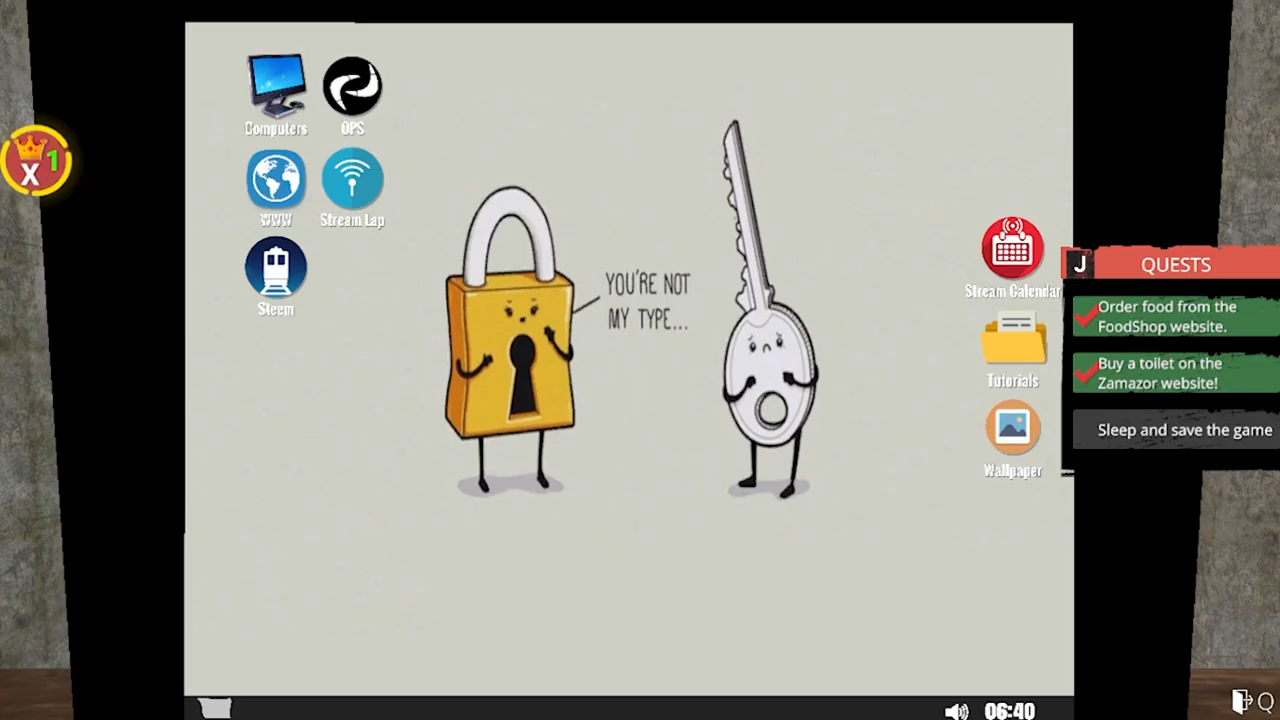 Computers
OPS
WWW
Stream Lap
Steem
YOU'RE NOT
MY TYPE...
Stream Calendar
Tutorials
Wallpaper
X 1
J QUESTS
Order food from the
FoodShop website.
Buy a toilet on the
Zamazor website!
Sleep and save the game
06:40
Q